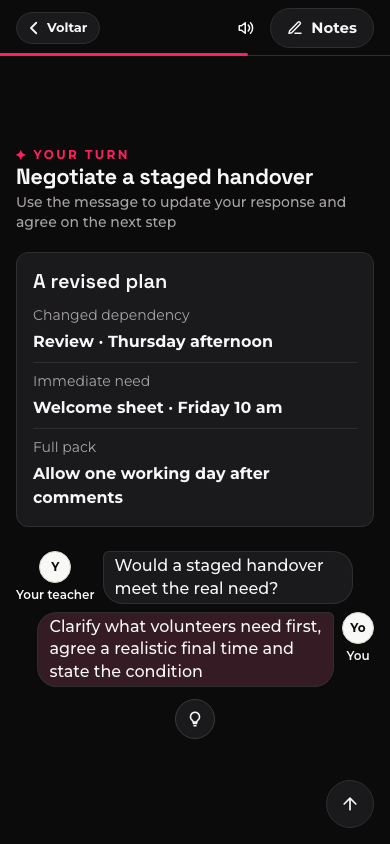 Voltar
Notes
YOUR TURN
Negotiate a staged handover
Use the message to update your response and
agree on the next step
A revised plan
Changed dependency
Review · Thursday afternoon
Immediate need
Welcome sheet · Friday 10 am
Full pack
Allow one working day after
comments
Y
Your teacher
Would a staged handover
meet the real need?
Clarify what volunteers need first,
agree a realistic final time and
state the condition
Yo
You